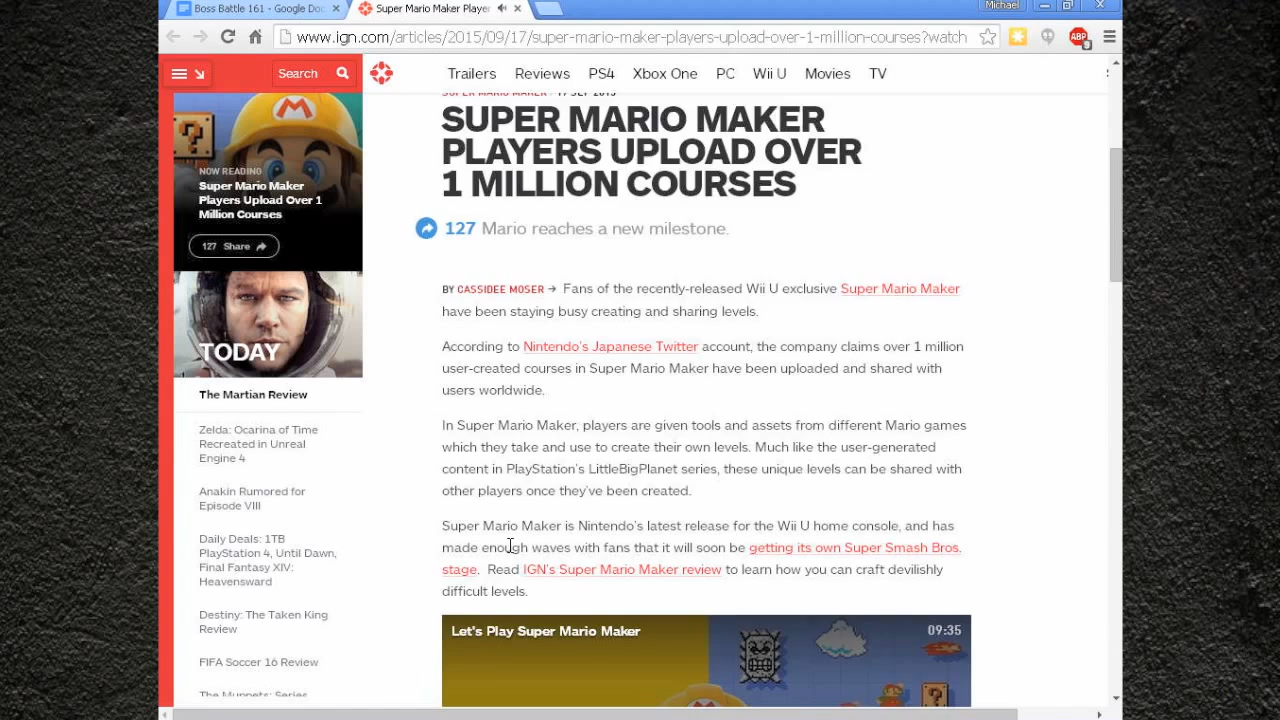 Boss Battle 161 - Google Doc
Super Mario Maker Player
Michael
www.ign.com/articles/2015/09/17/super-mario-maker-players-upload-over-1-million-courses?watch
ABP
9
Search
Trailers Reviews PS4 Xbox One PC Wii U Movies TV
SUPER MARIO MAKER / 17 SEP 2015
SUPER MARIO MAKER
PLAYERS UPLOAD OVER
1 MILLION COURSES
127 Mario reaches a new milestone.
NOW READING
Super Mario Maker
Players Upload Over 1
Million Courses
127 Share
TODAY
The Martian Review
Zelda: Ocarina of Time
Recreated in Unreal
Engine 4
Anakin Rumored for
Episode VIII
Daily Deals: 1TB
PlayStation 4, Until Dawn,
Final Fantasy XIV:
Heavensward
Destiny: The Taken King
Review
FIFA Soccer 16 Review
The Muppets: Series
BY CASSIDEE MOSER → Fans of the recently-released Wii U exclusive Super Mario Maker
have been staying busy creating and sharing levels.
According to Nintendo's Japanese Twitter account, the company claims over 1 million
user-created courses in Super Mario Maker have been uploaded and shared with
users worldwide.
In Super Mario Maker, players are given tools and assets from different Mario games
which they take and use to create their own levels. Much like the user-generated
content in PlayStation's LittleBigPlanet series, these unique levels can be shared with
other players once they've been created.
Super Mario Maker is Nintendo's latest release for the Wii U home console, and has
made enough waves with fans that it will soon be getting its own Super Smash Bros.
stage. Read IGN's Super Mario Maker review to learn how you can craft devilishly
difficult levels.
Let's Play Super Mario Maker
09:35